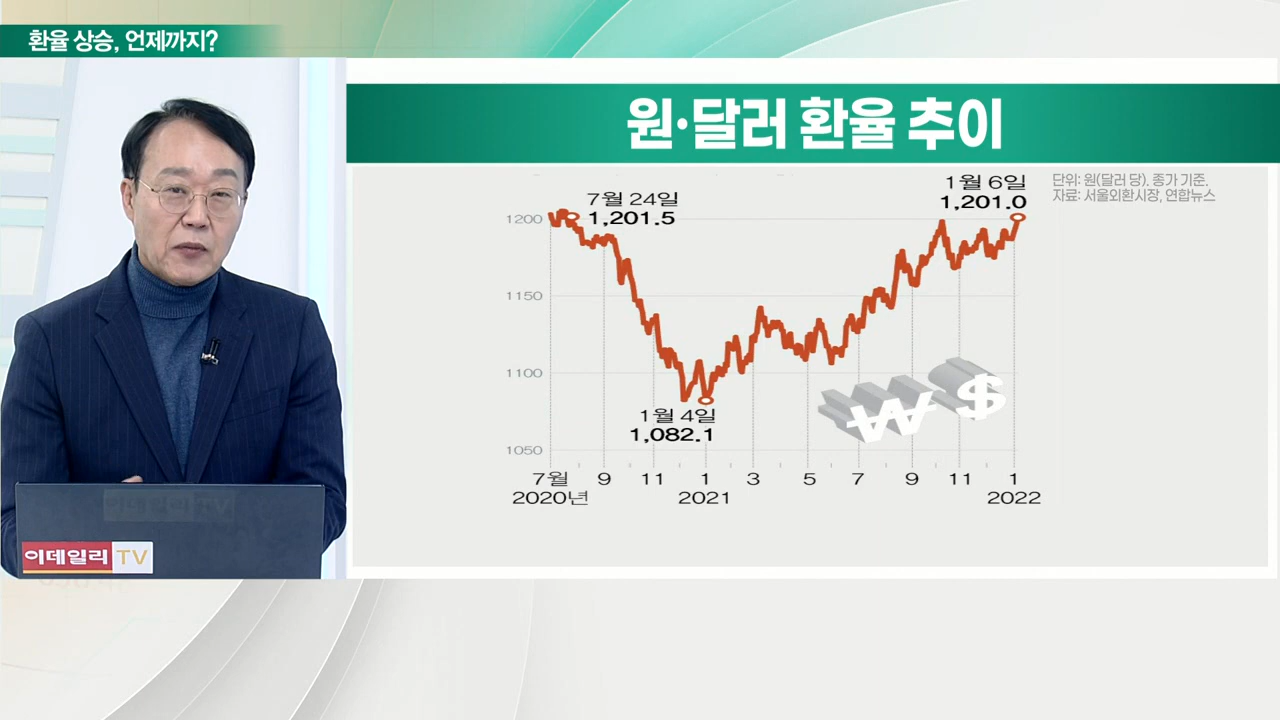 환율 상승, 언제까지?
원·달러 환율 추이
단위: 원(달러 당). 종가 기준,
자료: 서울외환시장, 연합뉴스
7월 24일
1,201.5
1월 6일
1,201.0
1200
1150
1100
1050
1월 4일
1,082.1
7월 9 11 1 3 5 7 9 11 1
2020년 2021 2022
₩ $
이데일리 TV